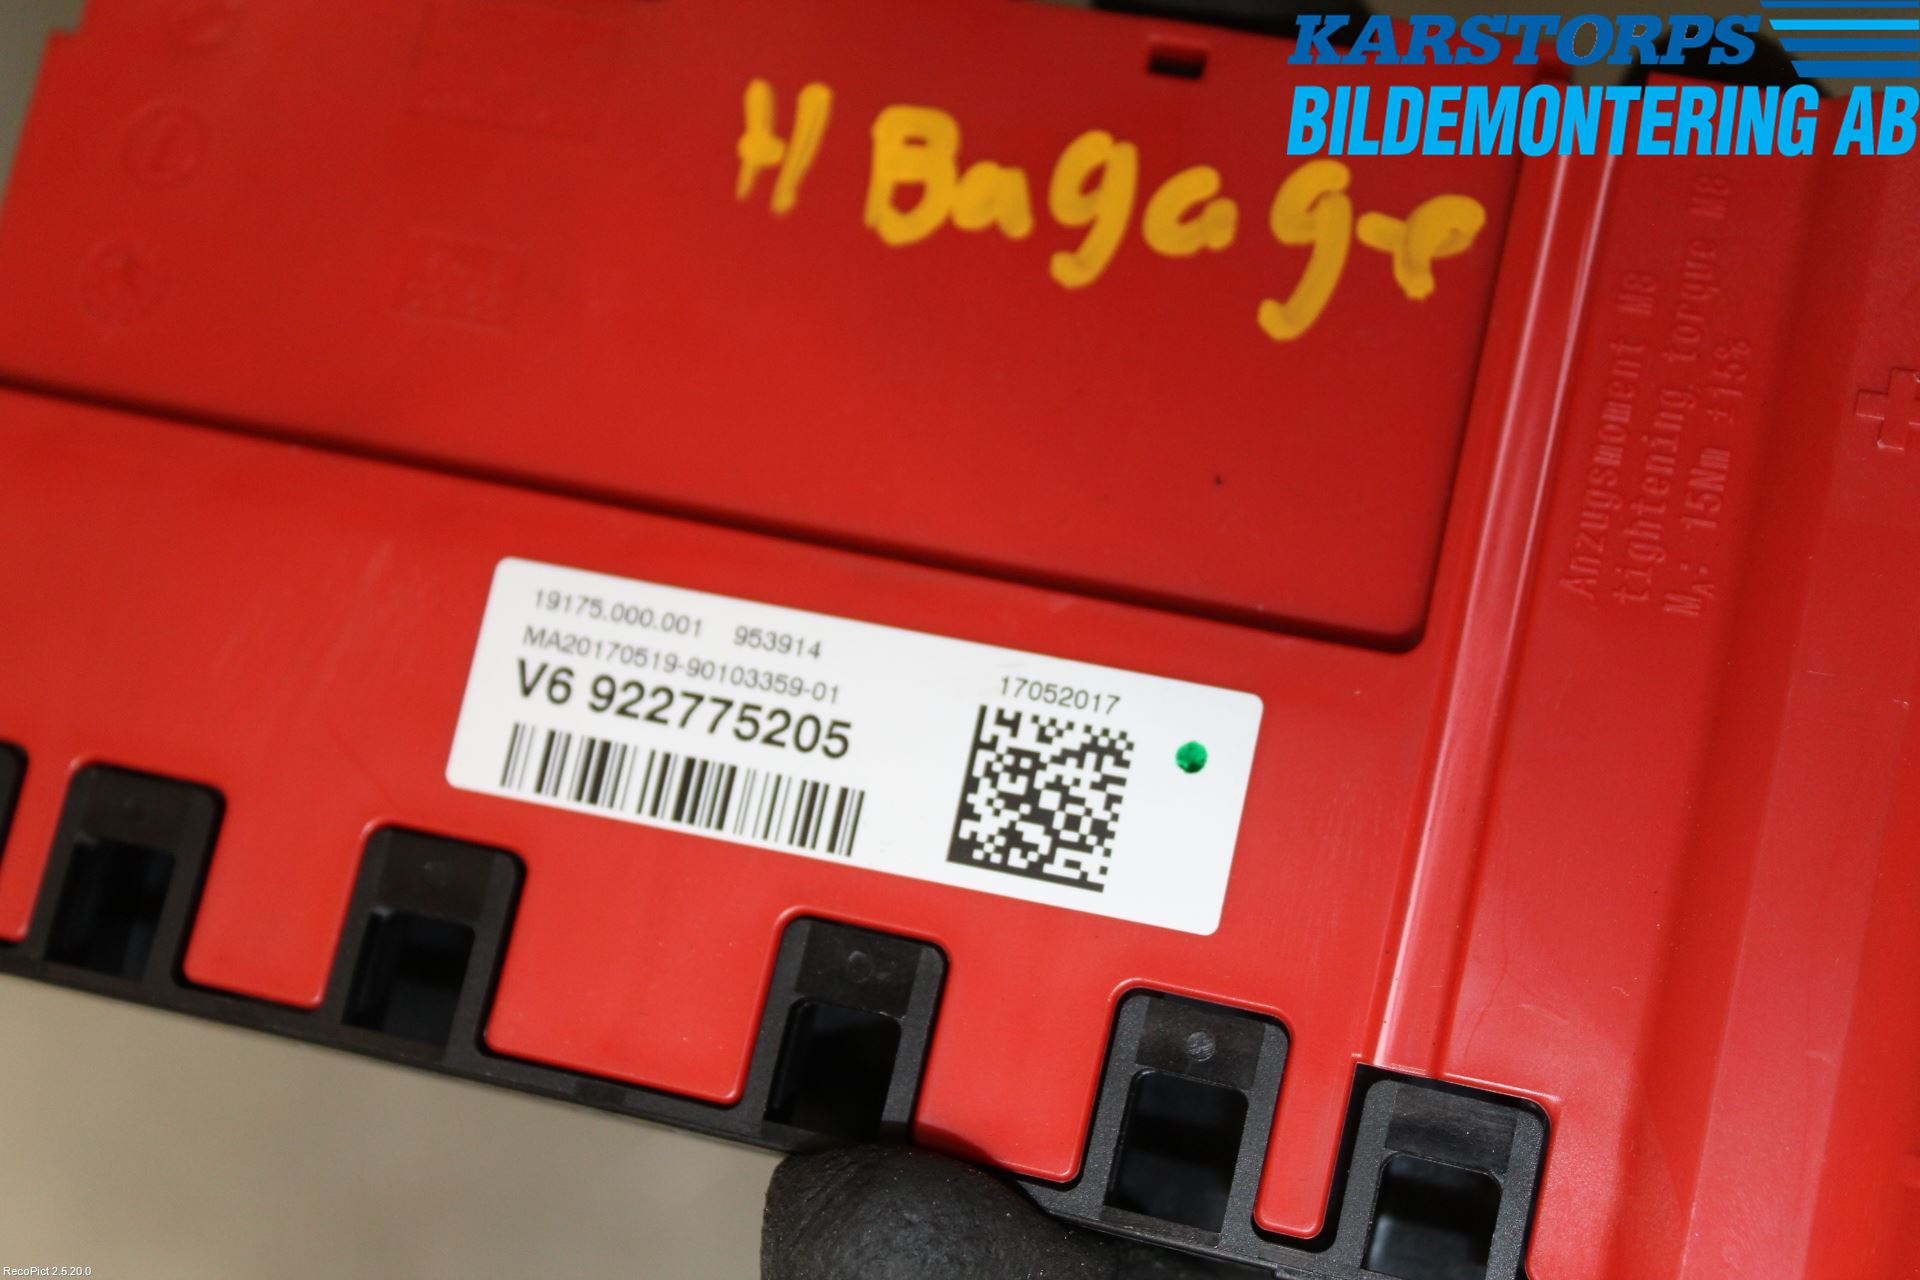 KARSTORPS
BILDEMONTERING AB
H Bagage
Anzugsmoment M8
tightening torque M8
MA: 15Nm ±15%
19175.000.001 953914
MA20170519-90103359-01
V6 922775205
17052017
RecoPict 2.5.20.0